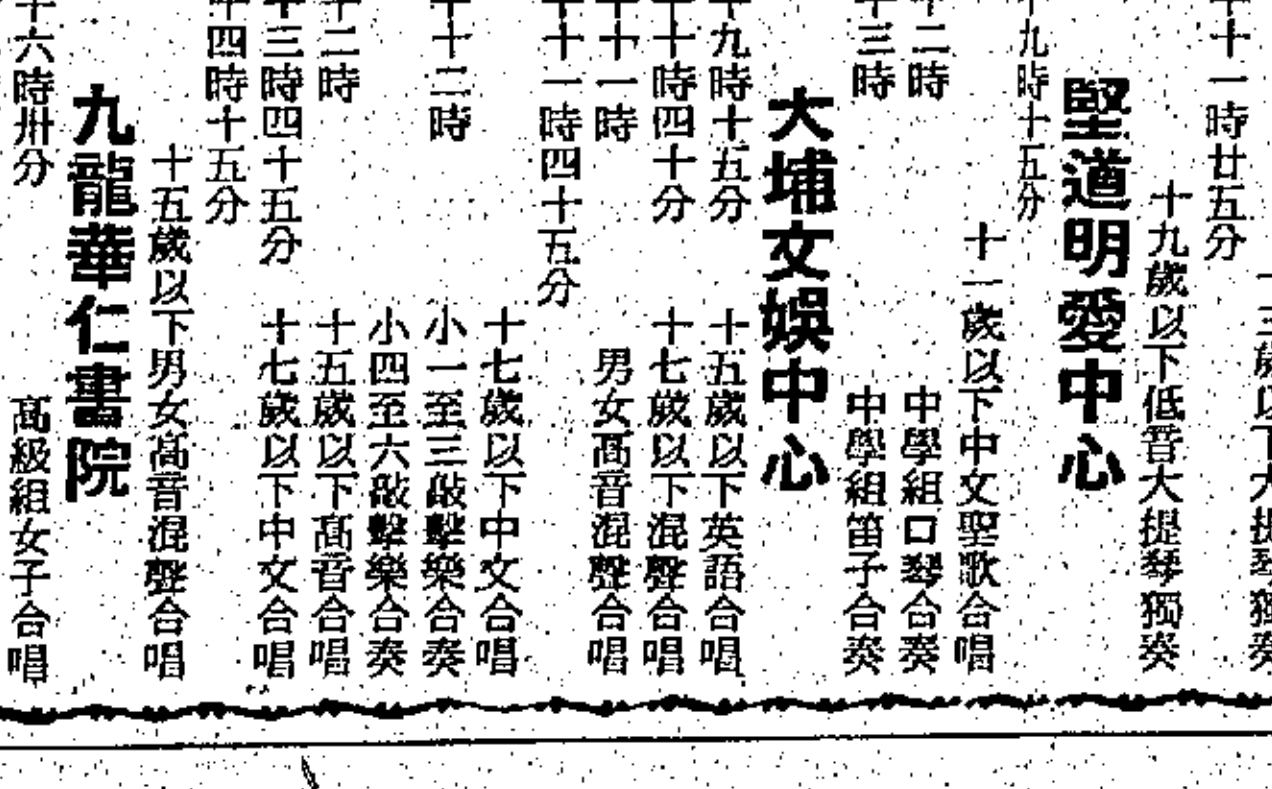 三歲以下大提琴獨奏
十一時廿五分
十九歲以下低音大提琴獨奏
堅道明愛中心
九時十五分
十一歲以下中文聖歌合唱
十二時
中學組口琴合奏
十三時
中學組笛子合奏
大埔文娛中心
九時十五分
十五歲以下英語合唱
十時四十分
十七歲以下混聲合唱
十一時
男女高音混聲合唱
十一時四十五分
十七歲以下中文合唱
十二時
小一至三敲擊樂合奏
小四至六敲擊樂合奏
十二時
十五歲以下高音合唱
十三時四十五分
十七歲以下中文合唱
十四時十五分
十五歲以下男女高音混聲合唱
九龍華仁書院
十六時卅分
高級組女子合唱